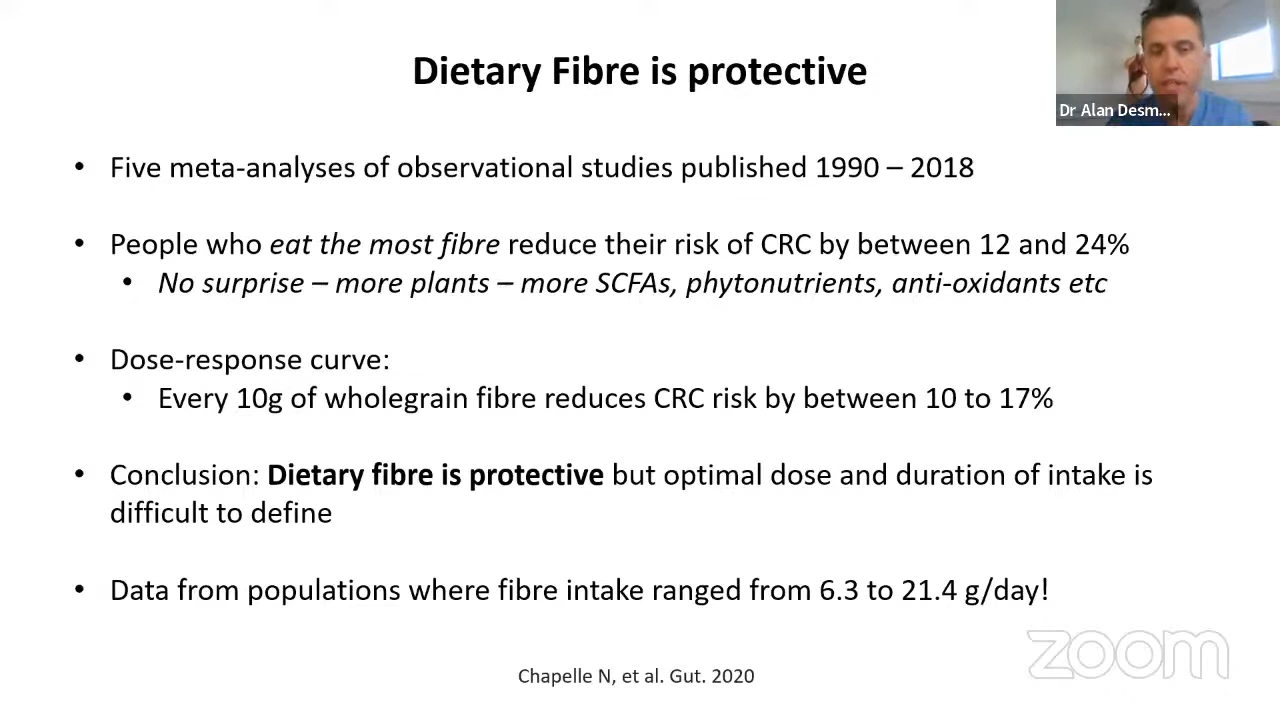 Dietary Fibre is protective
Dr Alan Desm...
• Five meta-analyses of observational studies published 1990 – 2018
• People who eat the most fibre reduce their risk of CRC by between 12 and 24%
• No surprise – more plants – more SCFAs, phytonutrients, anti-oxidants etc
• Dose-response curve:
• Every 10g of wholegrain fibre reduces CRC risk by between 10 to 17%
• Conclusion: Dietary fibre is protective but optimal dose and duration of intake is
difficult to define
• Data from populations where fibre intake ranged from 6.3 to 21.4 g/day!
zoom
Chapelle N, et al. Gut. 2020